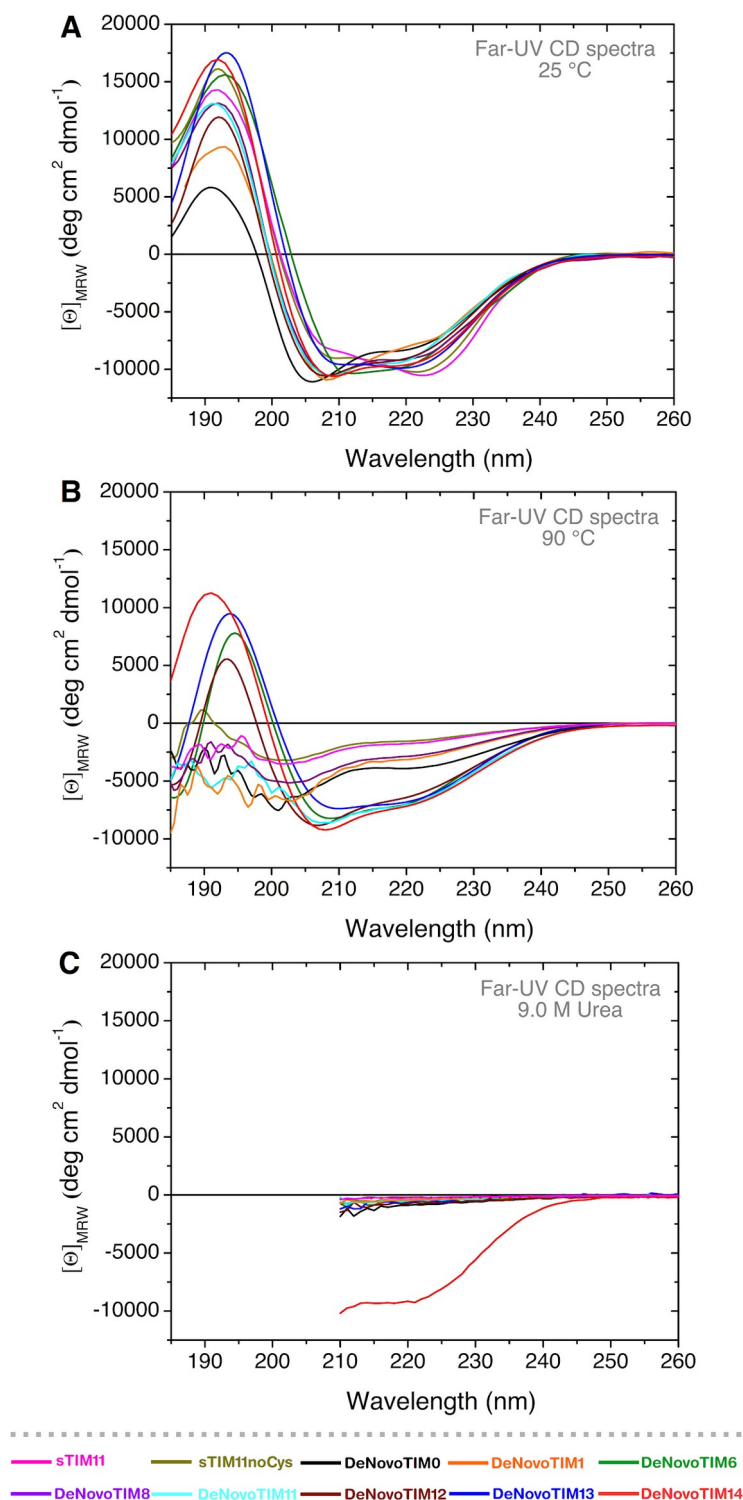 A
Far-UV CD spectra
25 °C
20000
15000
10000
5000
0
-5000
-10000
[Θ]MRW (deg cm² dmol⁻¹)
190 200 210 220 230 240 250 260
Wavelength (nm)
B
Far-UV CD spectra
90 °C
20000
15000
10000
5000
0
-5000
-10000
[Θ]MRW (deg cm² dmol⁻¹)
190 200 210 220 230 240 250 260
Wavelength (nm)
C
Far-UV CD spectra
9.0 M Urea
20000
15000
10000
5000
0
-5000
-10000
[Θ]MRW (deg cm² dmol⁻¹)
190 200 210 220 230 240 250 260
Wavelength (nm)
sTIM11 sTIM11noCys DeNovoTIM0 DeNovoTIM1 DeNovoTIM6
DeNovoTIM8 DeNovoTIM11 DeNovoTIM12 DeNovoTIM13 DeNovoTIM14